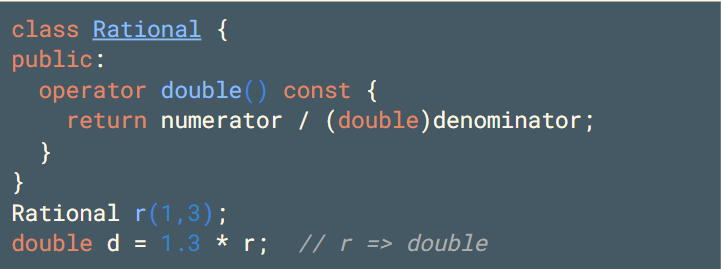 class Rational {
public:
  operator double() const {
    return numerator / (double)denominator;
  }
}
Rational r(1,3);
double d = 1.3 * r;  // r => double